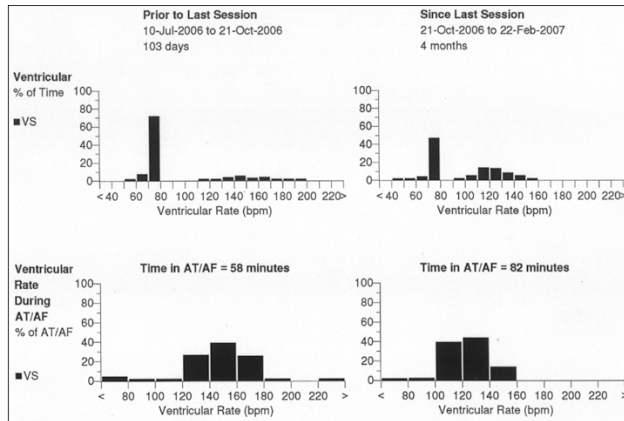 Prior to Last Session
10-Jul-2006 to 21-Oct-2006
103 days
Since Last Session
21-Oct-2006 to 22-Feb-2007
4 months
Ventricular
% of Time
■ VS
100
80
60
40
20
0
< 40 60 80 100 120 140 160 180 200 220 >
Ventricular Rate (bpm)
100
80
60
40
20
0
< 40 60 80 100 120 140 160 180 200 220 >
Ventricular Rate (bpm)
Ventricular
Rate
During
AT/AF
% of AT/AF
■ VS
Time in AT/AF = 58 minutes
100
80
60
40
20
0
< 80 100 120 140 160 180 200 220 >
Ventricular Rate (bpm)
Time in AT/AF = 82 minutes
100
80
60
40
20
0
< 80 100 120 140 160 180 200 220 >
Ventricular Rate (bpm)